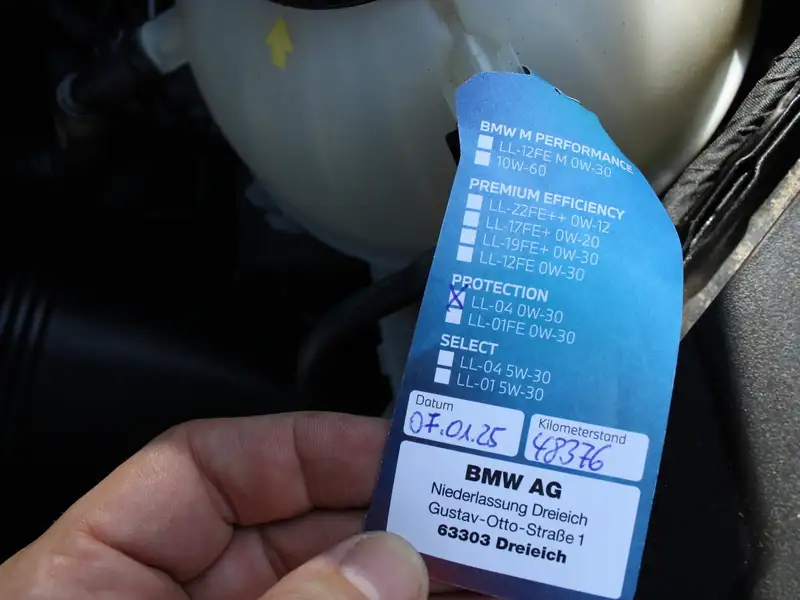 BMW M PERFORMANCE
LL-12FE M 0W-30
10W-60
PREMIUM EFFICIENCY
LL-22FE++ 0W-12
LL-17FE+ 0W-20
LL-19FE+ 0W-30
LL-12FE 0W-30
PROTECTION
LL-04 0W-30
LL-01FE 0W-30
SELECT
LL-04 5W-30
LL-01 5W-30
Datum
07.01.25
Kilometerstand
48376
BMW AG
Niederlassung Dreieich
Gustav-Otto-Straße 1
63303 Dreieich